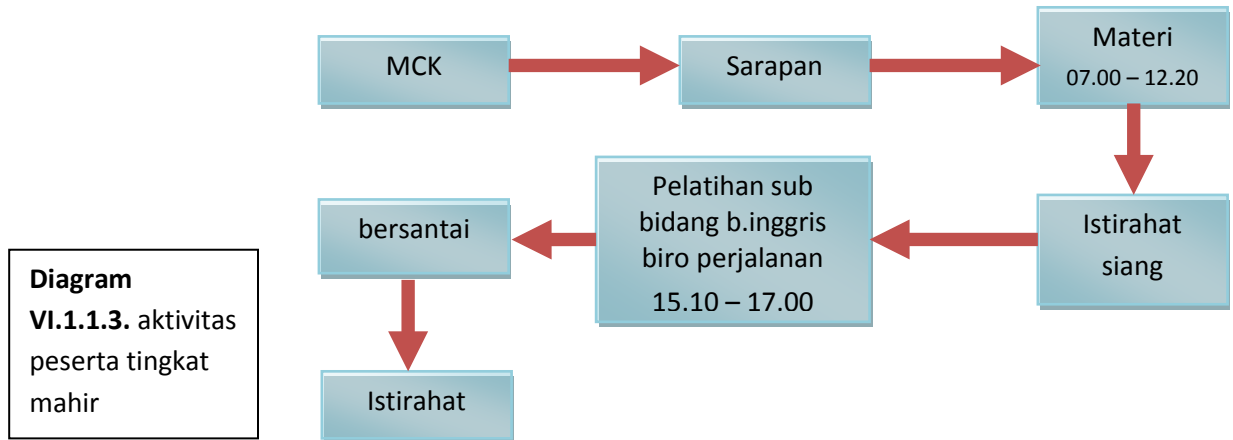 MCK
Sarapan
Materi
07.00 – 12.20
Istirahat
siang
Pelatihan sub
bidang b.inggris
biro perjalanan
15.10 – 17.00
bersantai
Istirahat
Diagram
VI.1.1.3. aktivitas
peserta tingkat
mahir